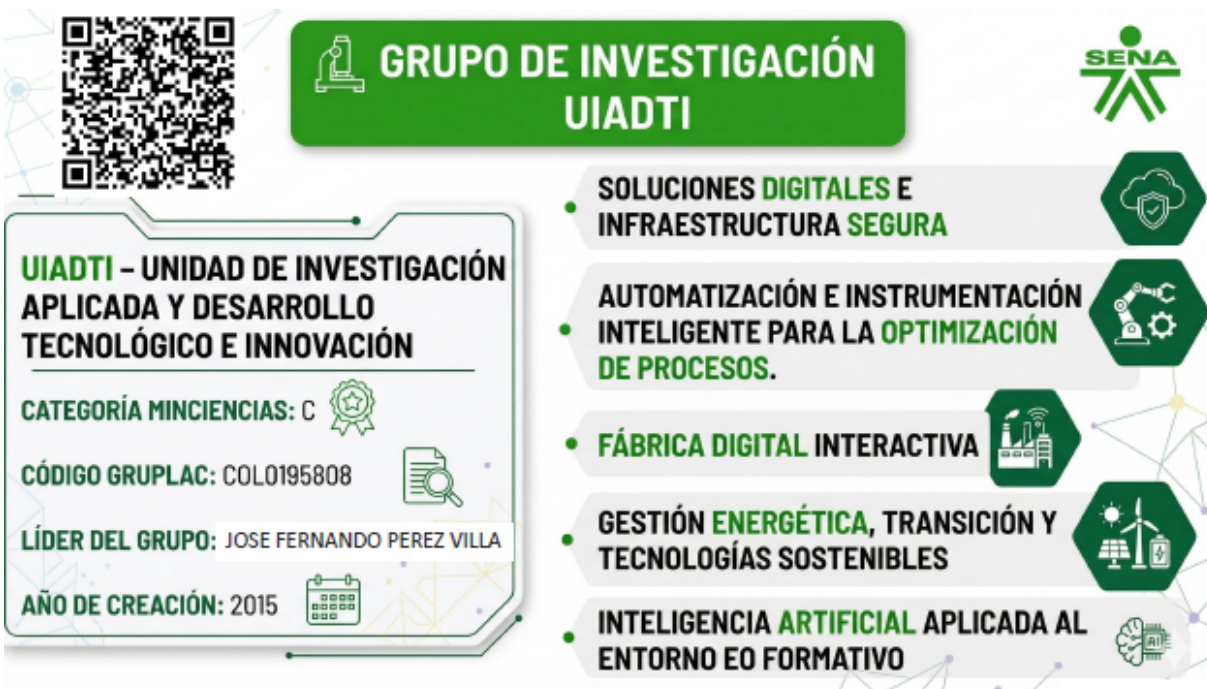 GRUPO DE INVESTIGACIÓN
UIADTI
SENA
UIADTI – UNIDAD DE INVESTIGACIÓN
APLICADA Y DESARROLLO
TECNOLÓGICO E INNOVACIÓN
CATEGORÍA MINCIENCIAS: C
CÓDIGO GRUPLAC: COL0195808
LÍDER DEL GRUPO: JOSE FERNANDO PEREZ VILLA
AÑO DE CREACIÓN: 2015
SOLUCIONES DIGITALES E
INFRAESTRUCTURA SEGURA
AUTOMATIZACIÓN E INSTRUMENTACIÓN
INTELIGENTE PARA LA OPTIMIZACIÓN
DE PROCESOS.
FÁBRICA DIGITAL INTERACTIVA
GESTIÓN ENERGÉTICA, TRANSICIÓN Y
TECNOLOGÍAS SOSTENIBLES
INTELIGENCIA ARTIFICIAL APLICADA AL
ENTORNO EO FORMATIVO
AI